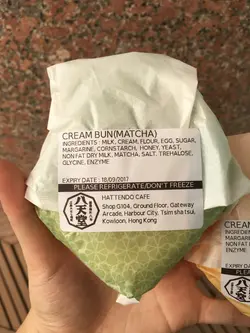 CREAM BUN(MATCHA)
INGREDIENTS : MILK, CREAM, FLOUR, EGG, SUGAR,
MARGARINE, CORNSTARCH, HONEY, YEAST,
NON FAT DRY MILK, MATCHA, SALT, TREHALOSE,
GLYCINE, ENZYME
EXPIRY DATE : 18/09/2017
PLEASE REFRIGERATE/DON'T FREEZE
HATTENDO CAFE
Shop G104, Ground Floor, Gateway
Arcade, Harbour City, Tsim sha tsui,
Kowloon, Hong Kong
八天堂
CREAM